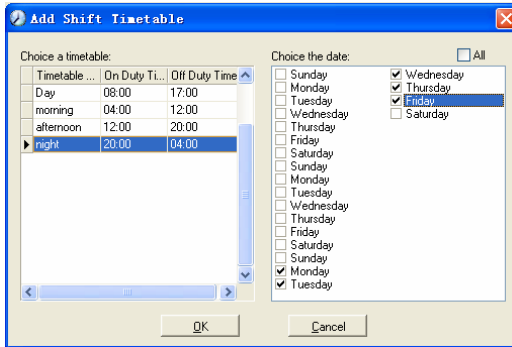 Add Shift Timetable
Choice a timetable:
Timetable ... On Duty Ti... Off Duty Time
Day 08:00 17:00
morning 04:00 12:00
afternoon 12:00 20:00
night 20:00 04:00
Choice the date:
All
Sunday
Monday
Tuesday
Wednesday
Thursday
Friday
Saturday
Sunday
Monday
Tuesday
Wednesday
Thursday
Friday
Saturday
Sunday
Monday
Tuesday
Wednesday
Thursday
Friday
Saturday
OK
Cancel